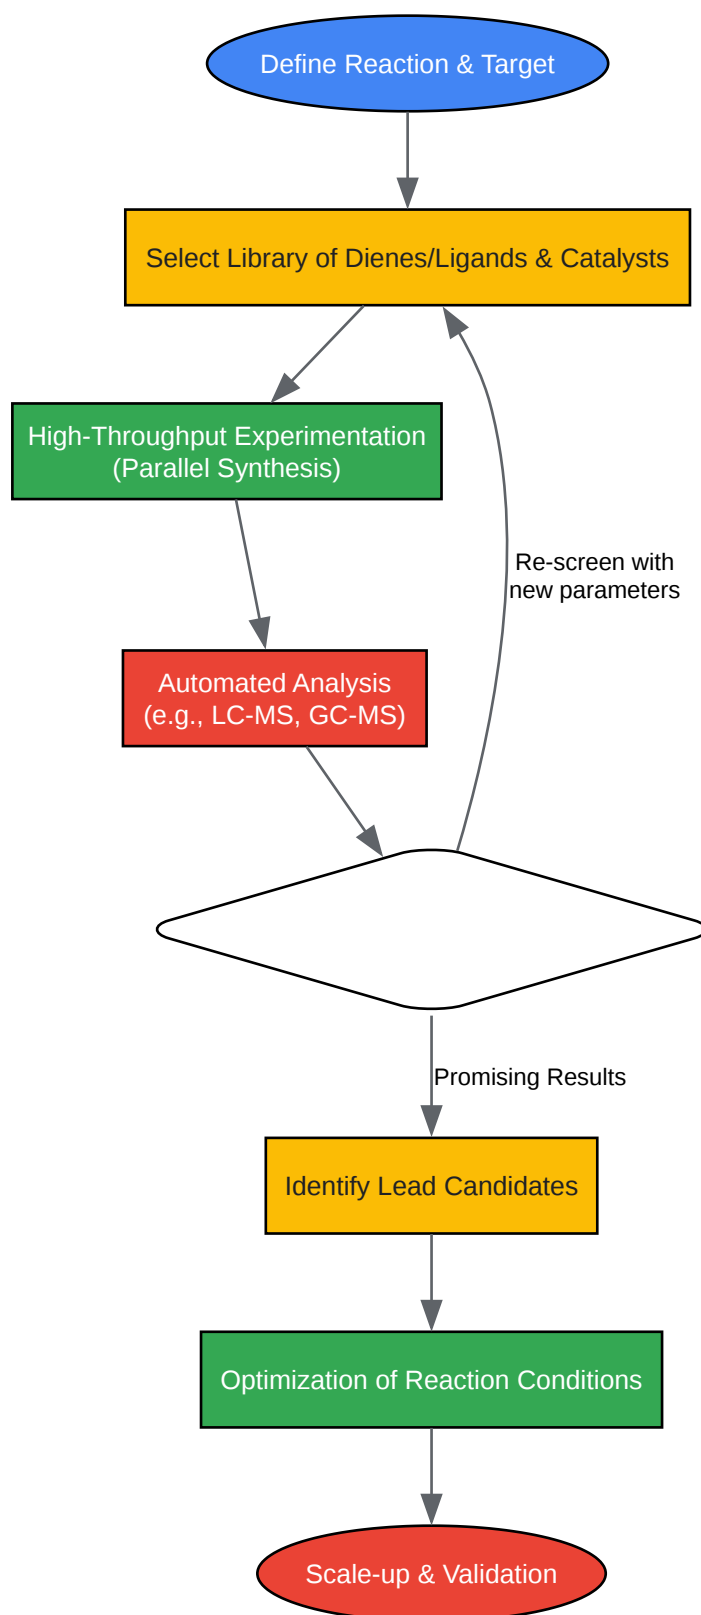 Define Reaction & Target
Select Library of Dienes/Ligands & Catalysts
High-Throughput Experimentation
(Parallel Synthesis)
Re-screen with
new parameters
Automated Analysis
(e.g., LC-MS, GC-MS)
Promising Results
Identify Lead Candidates
Optimization of Reaction Conditions
Scale-up & Validation